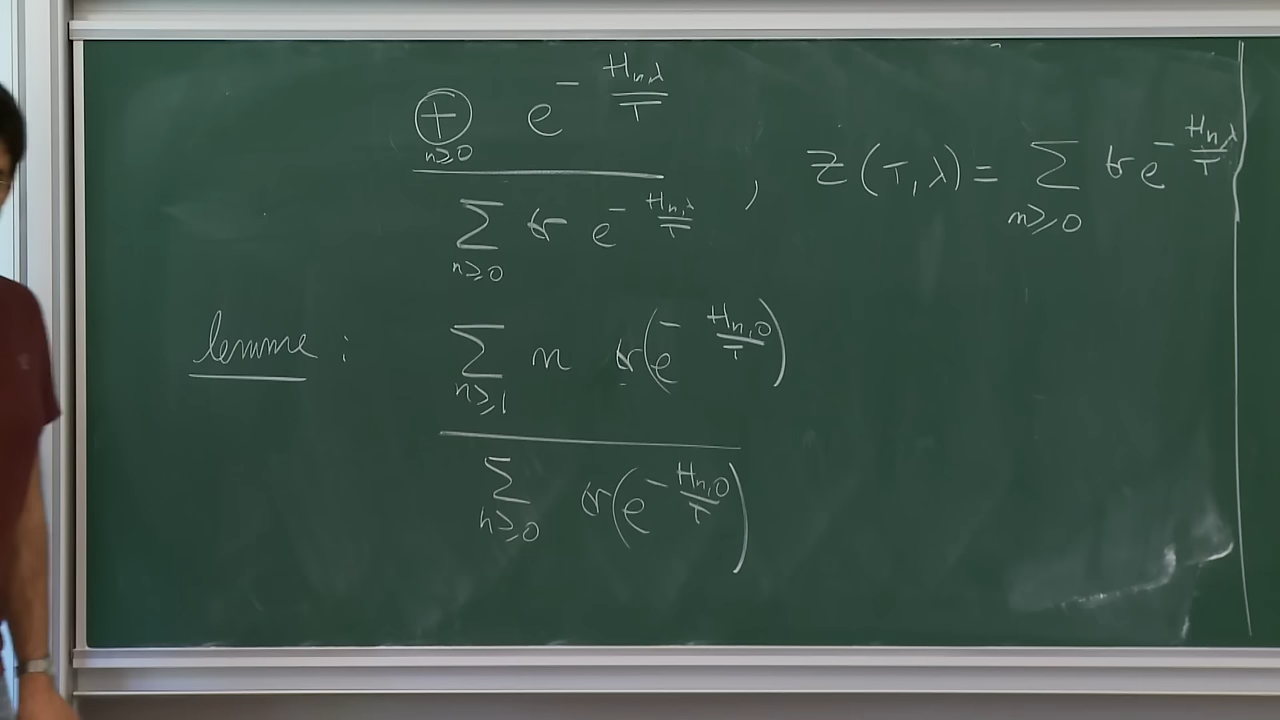 ⊕_{n≥0} e^{-H_{n,λ}/T}
————————
∑_{n≥0} tr e^{-H_{n,λ}/T} , Z(T,λ) = ∑_{n≥0} tr e^{-H_{n,λ}/T}
lemme : ∑_{n≥1} n tr(e^{-H_{n,0}/T})
————————
∑_{n≥0} tr(e^{-H_{n,0}/T})